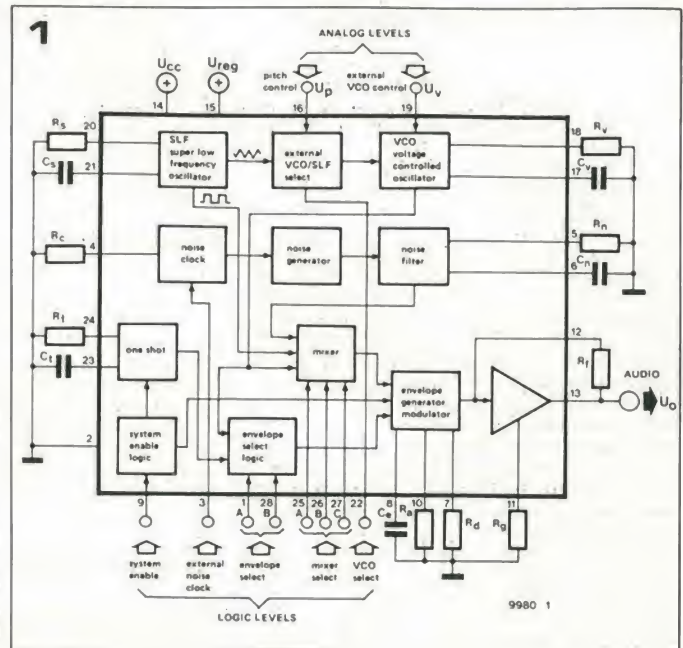 1
ANALOG LEVELS
Ucc
Ureg
pitch
control
Up
external
VCO control
Uv
14
15
16
19
Rs
20
Cs
21
SLF
super low
frequency
oscillator
external
VCO/SLF
select
VCO
voltage
controlled
oscillator
18
Rv
Cv
17
Rc
4
noise
clock
noise
generator
noise
filter
5
Rn
6
Cn
Rt
24
Ct
23
one shot
mixer
envelope
generator
modulator
12
Rf
AUDIO
13
Uo
2
system
enable
logic
envelope
select
logic
9
3
1
A
28
B
25
A
26
B
27
C
22
8
Ce
Ra
10
7
Rd
Rg
11
system
enable
external
noise
clock
envelope
select
mixer
select
VCO
select
LOGIC LEVELS
9980 1